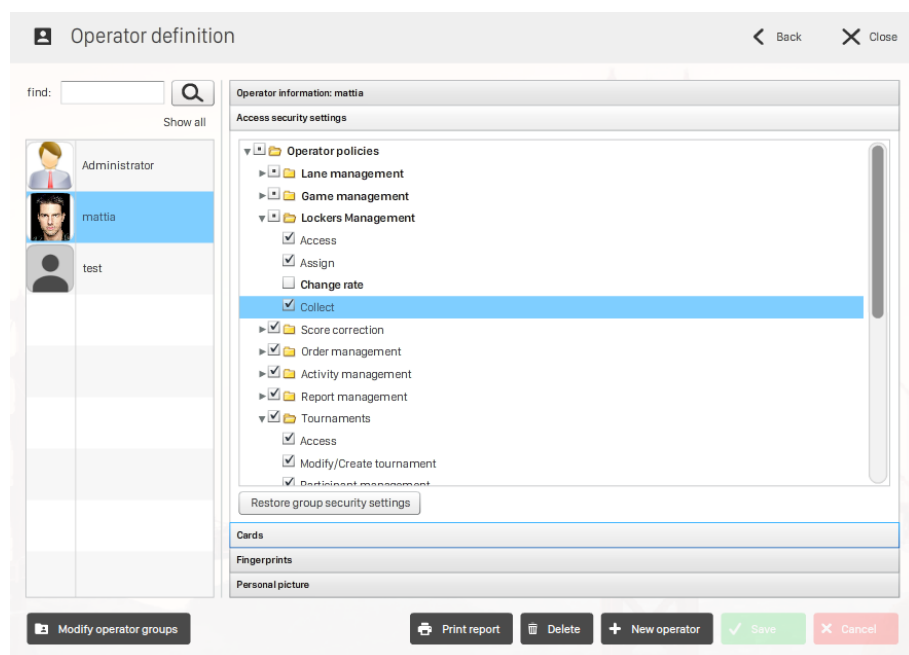 Operator definition
Back
Close
find:
Show all
Administrator
mattia
test
Operator information: mattia
Access security settings
Operator policies
Lane management
Game management
Lockers Management
Access
Assign
Change rate
Collect
Score correction
Order management
Activity management
Report management
Tournaments
Access
Modify/Create tournament
Participant management
Restore group security settings
Cards
Fingerprints
Personal picture
Modify operator groups
Print report
Delete
New operator
Save
Cancel